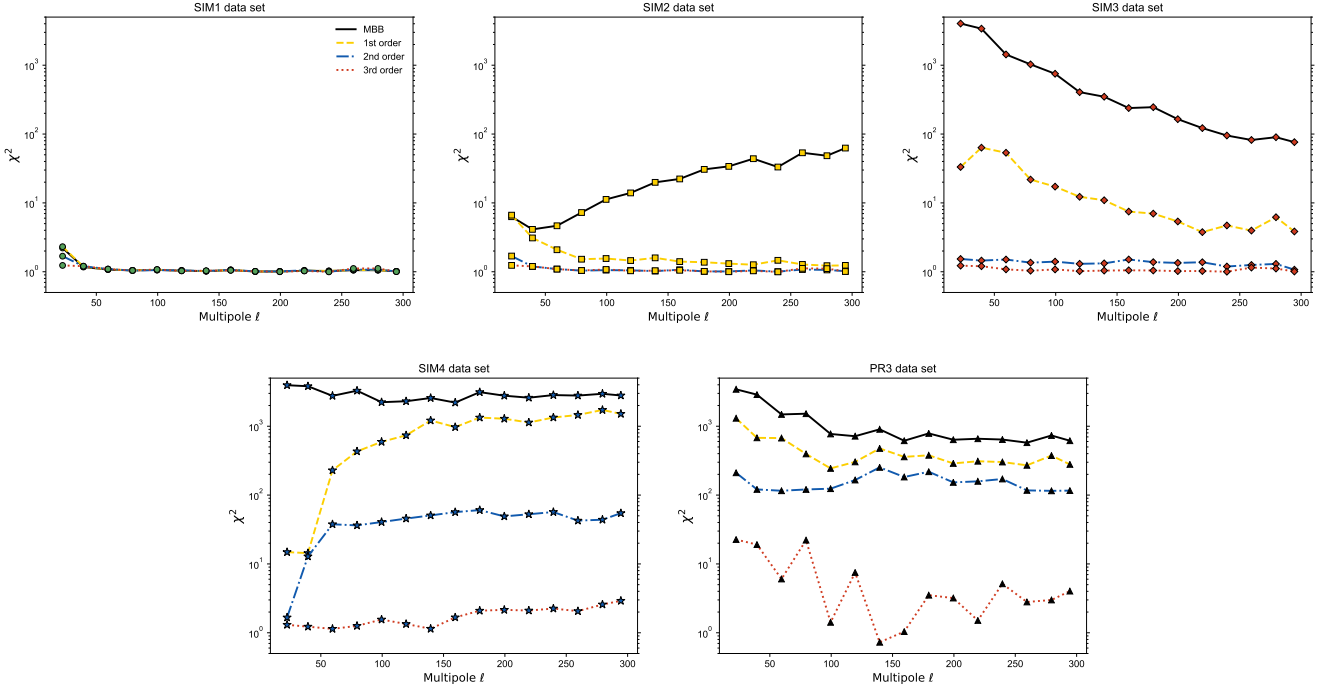 SIM1 data set
MBB
1st order
2nd order
3rd order
χ²
10³
10²
10¹
10⁰
50 100 150 200 250 300
Multipole ℓ
SIM2 data set
χ²
10³
10²
10¹
10⁰
50 100 150 200 250 300
Multipole ℓ
SIM3 data set
χ²
10³
10²
10¹
10⁰
50 100 150 200 250 300
Multipole ℓ
SIM4 data set
χ²
10³
10²
10¹
10⁰
50 100 150 200 250 300
Multipole ℓ
PR3 data set
χ²
10³
10²
10¹
10⁰
50 100 150 200 250 300
Multipole ℓ